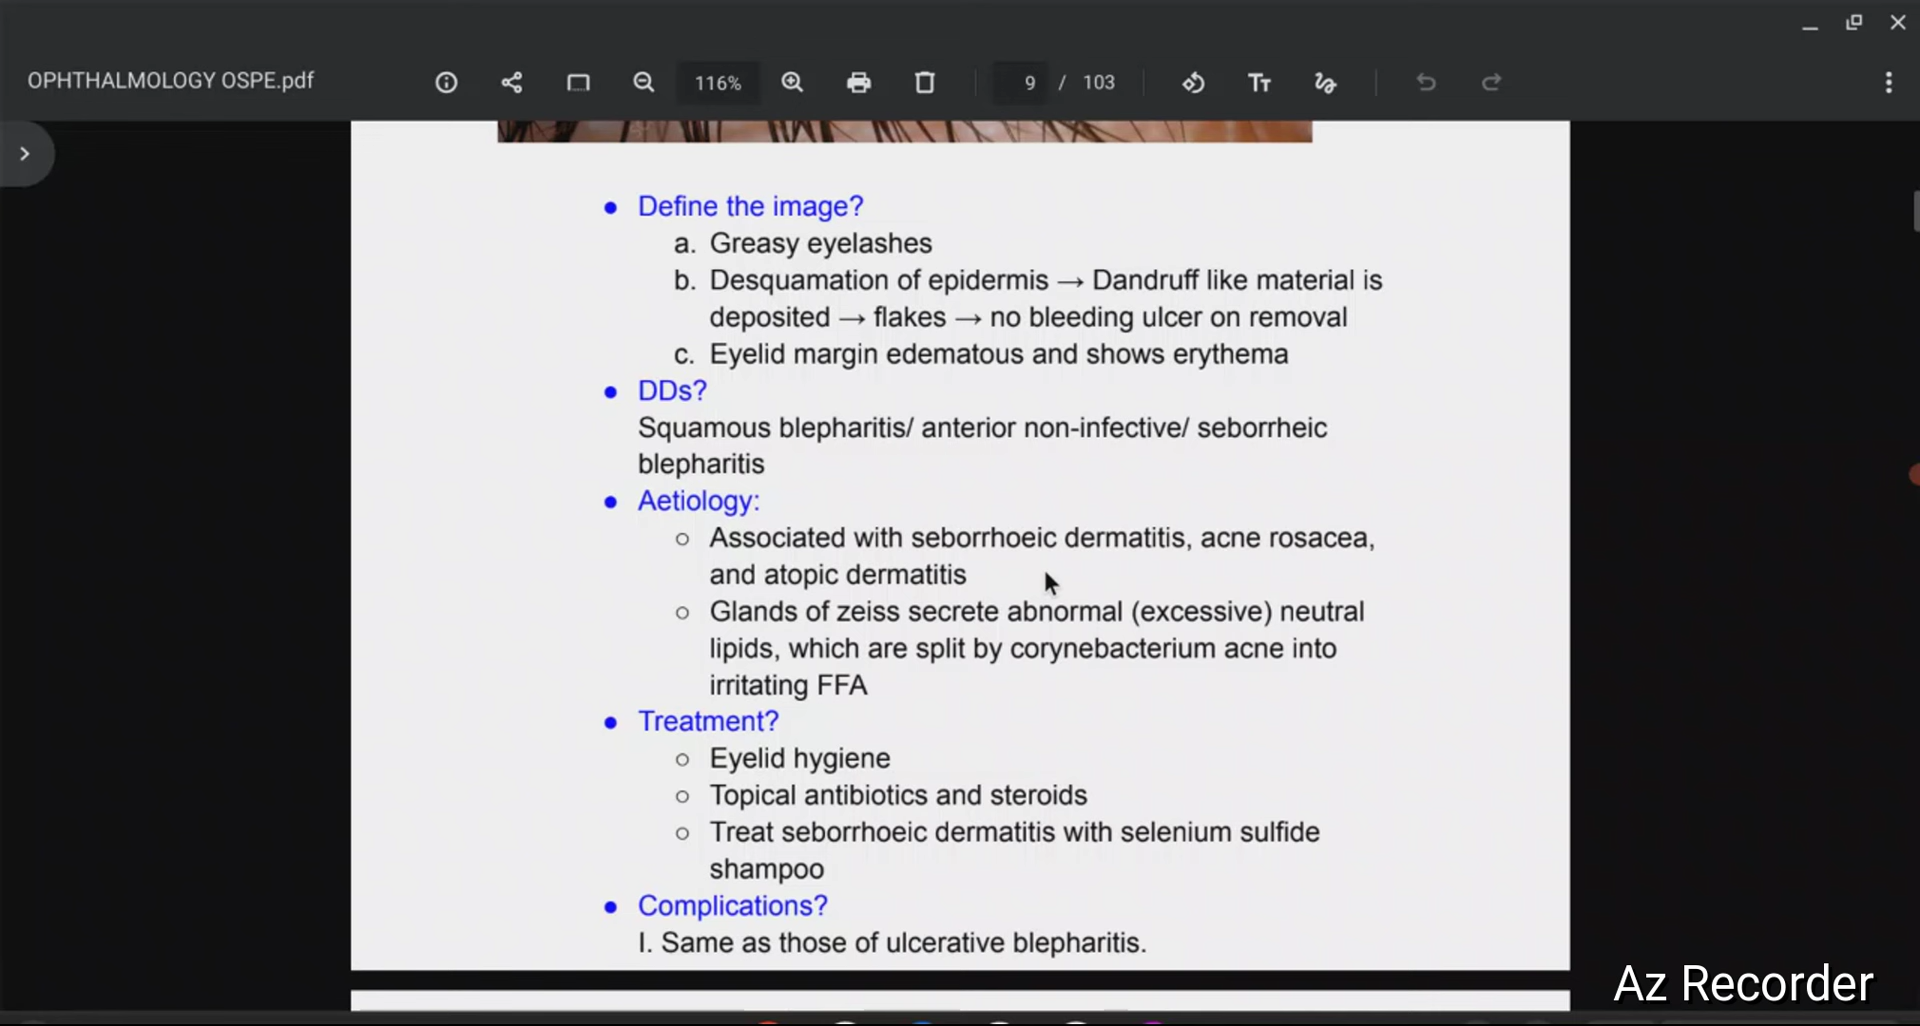 OPHTHALMOLOGY OSPE.pdf
116%
9 / 103
Define the image?
a. Greasy eyelashes
b. Desquamation of epidermis → Dandruff like material is
deposited → flakes → no bleeding ulcer on removal
c. Eyelid margin edematous and shows erythema
DDs?
Squamous blepharitis/ anterior non-infective/ seborrheic
blepharitis
Aetiology:
Associated with seborrhoeic dermatitis, acne rosacea,
and atopic dermatitis
Glands of zeiss secrete abnormal (excessive) neutral
lipids, which are split by corynebacterium acne into
irritating FFA
Treatment?
Eyelid hygiene
Topical antibiotics and steroids
Treat seborrhoeic dermatitis with selenium sulfide
shampoo
Complications?
I. Same as those of ulcerative blepharitis.
Az Recorder